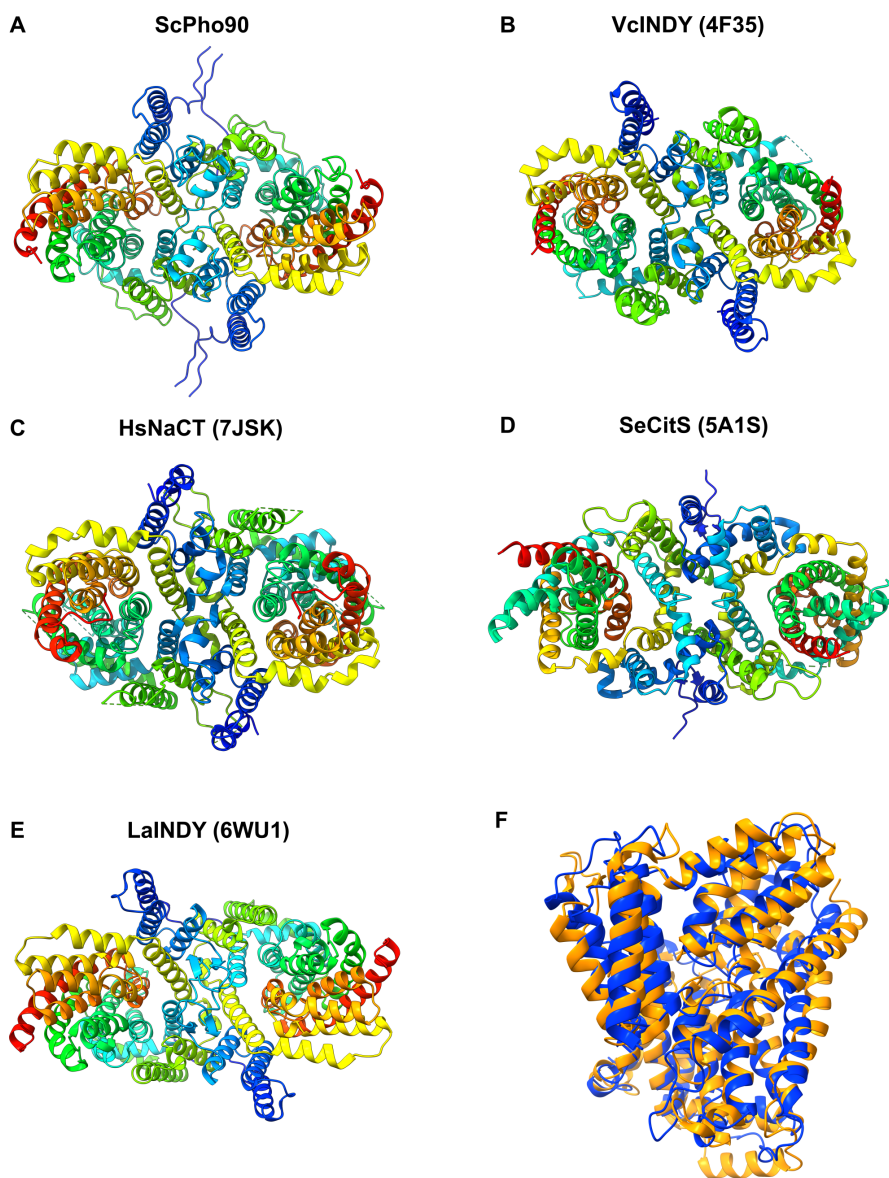 A
ScPho90
B
VcINDY (4F35)
C
HsNaCT (7JSK)
D
SeCitS (5A1S)
E
LaINDY (6WU1)
F